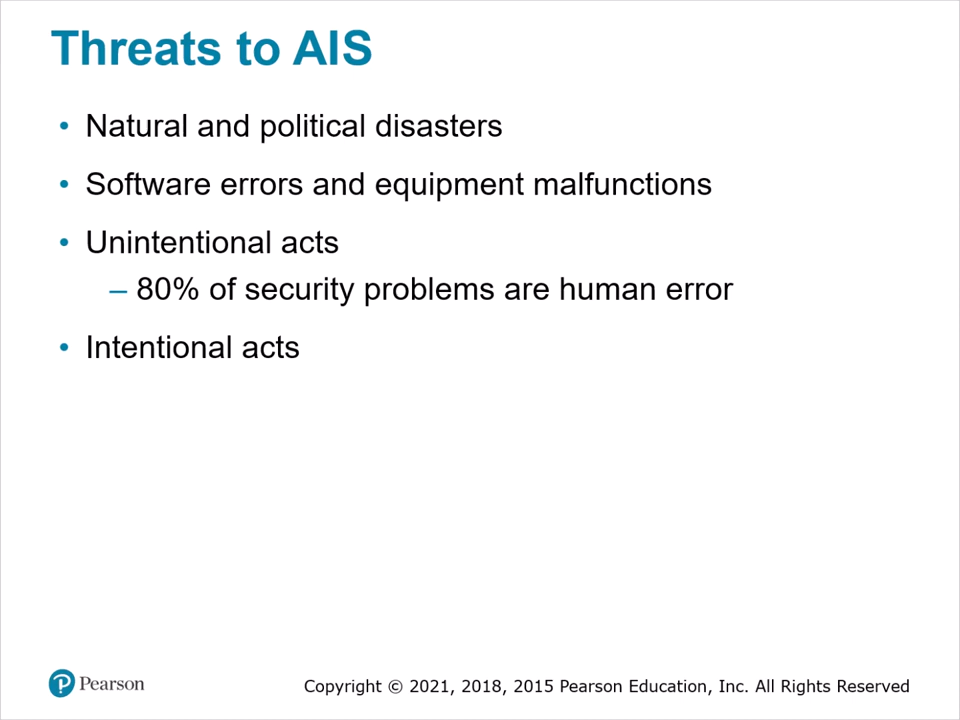 Threats to AIS
• Natural and political disasters
• Software errors and equipment malfunctions
• Unintentional acts
– 80% of security problems are human error
• Intentional acts
Pearson
Copyright © 2021, 2018, 2015 Pearson Education, Inc. All Rights Reserved